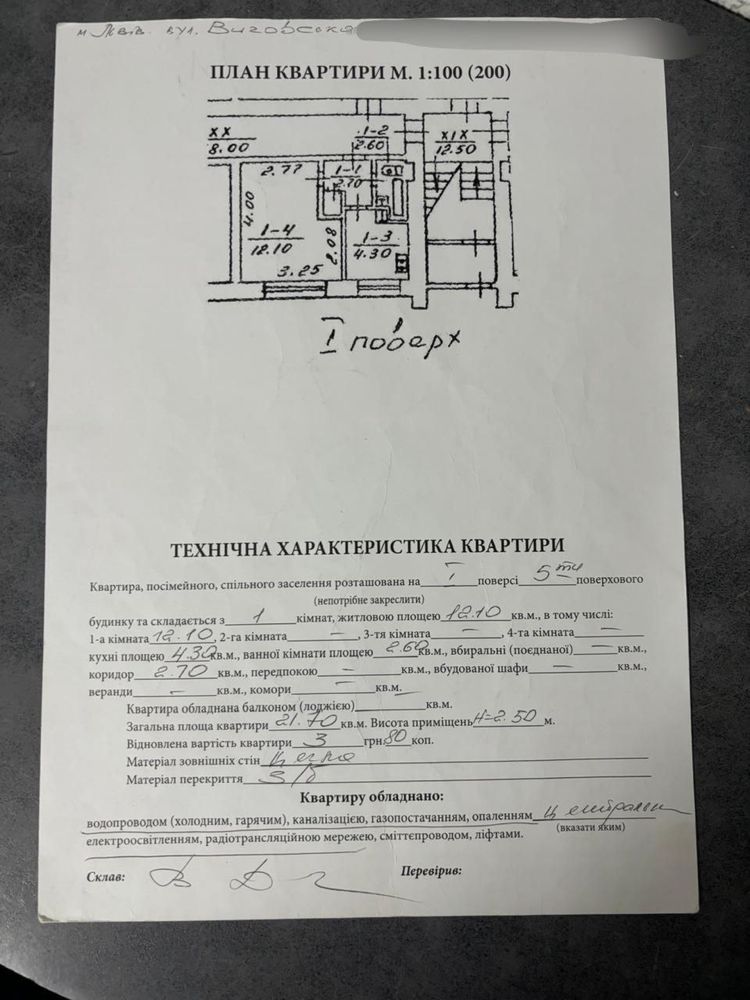 м Львів. вул. Виговська
ПЛАН КВАРТИРИ М. 1:100 (200)
XX
8.00
1-2
2.60
XIX
12.50
2.77
1-1
2.70
4.00
1-4
12.10
2.08
1-3
4.30
3.25
I поверх
ТЕХНІЧНА ХАРАКТЕРИСТИКА КВАРТИРИ
Квартира, посімейного, спільного заселення розташована на I поверсі 5ти поверхового
(непотрібне закреслити)
будинку та складається з 1 кімнат, житловою площею 12.10 кв.м., в тому числі:
1-а кімната 12.10, 2-га кімната —, 3-тя кімната —, 4-та кімната —
кухні площею 4.30 кв.м., ванної кімнати площею 2.60 кв.м., вбиральні (поєднаної) — кв.м.,
коридор 2.70 кв.м., передпокою — кв.м., вбудованої шафи — кв.м.,
веранди — кв.м., комори — кв.м.
Квартира обладнана балконом (лоджією) кв.м.
Загальна площа квартири 21.70 кв.м. Висота приміщень H=2.50 м.
Відновлена вартість квартири 3 грн. 80 коп.
Матеріал зовнішніх стін цегла
Матеріал перекриття з/б
Квартиру обладнано:
водопроводом (холодним, гарячим), каналізацією, газопостачанням, опаленням централь
(вказати яким)
електроосвітленням, радіотрансляційною мережею, сміттєпроводом, ліфтами.
Склав: Перевірив: